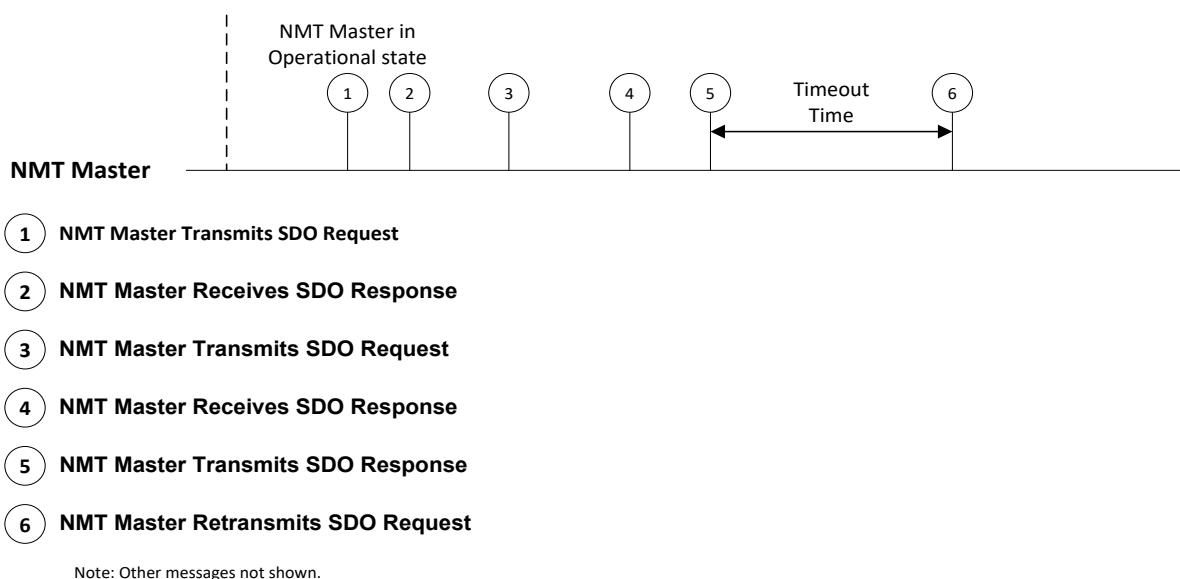 NMT Master in
Operational state
1 2 3 4 5 Timeout 6
Time
NMT Master
1 NMT Master Transmits SDO Request
2 NMT Master Receives SDO Response
3 NMT Master Transmits SDO Request
4 NMT Master Receives SDO Response
5 NMT Master Transmits SDO Response
6 NMT Master Retransmits SDO Request
Note: Other messages not shown.